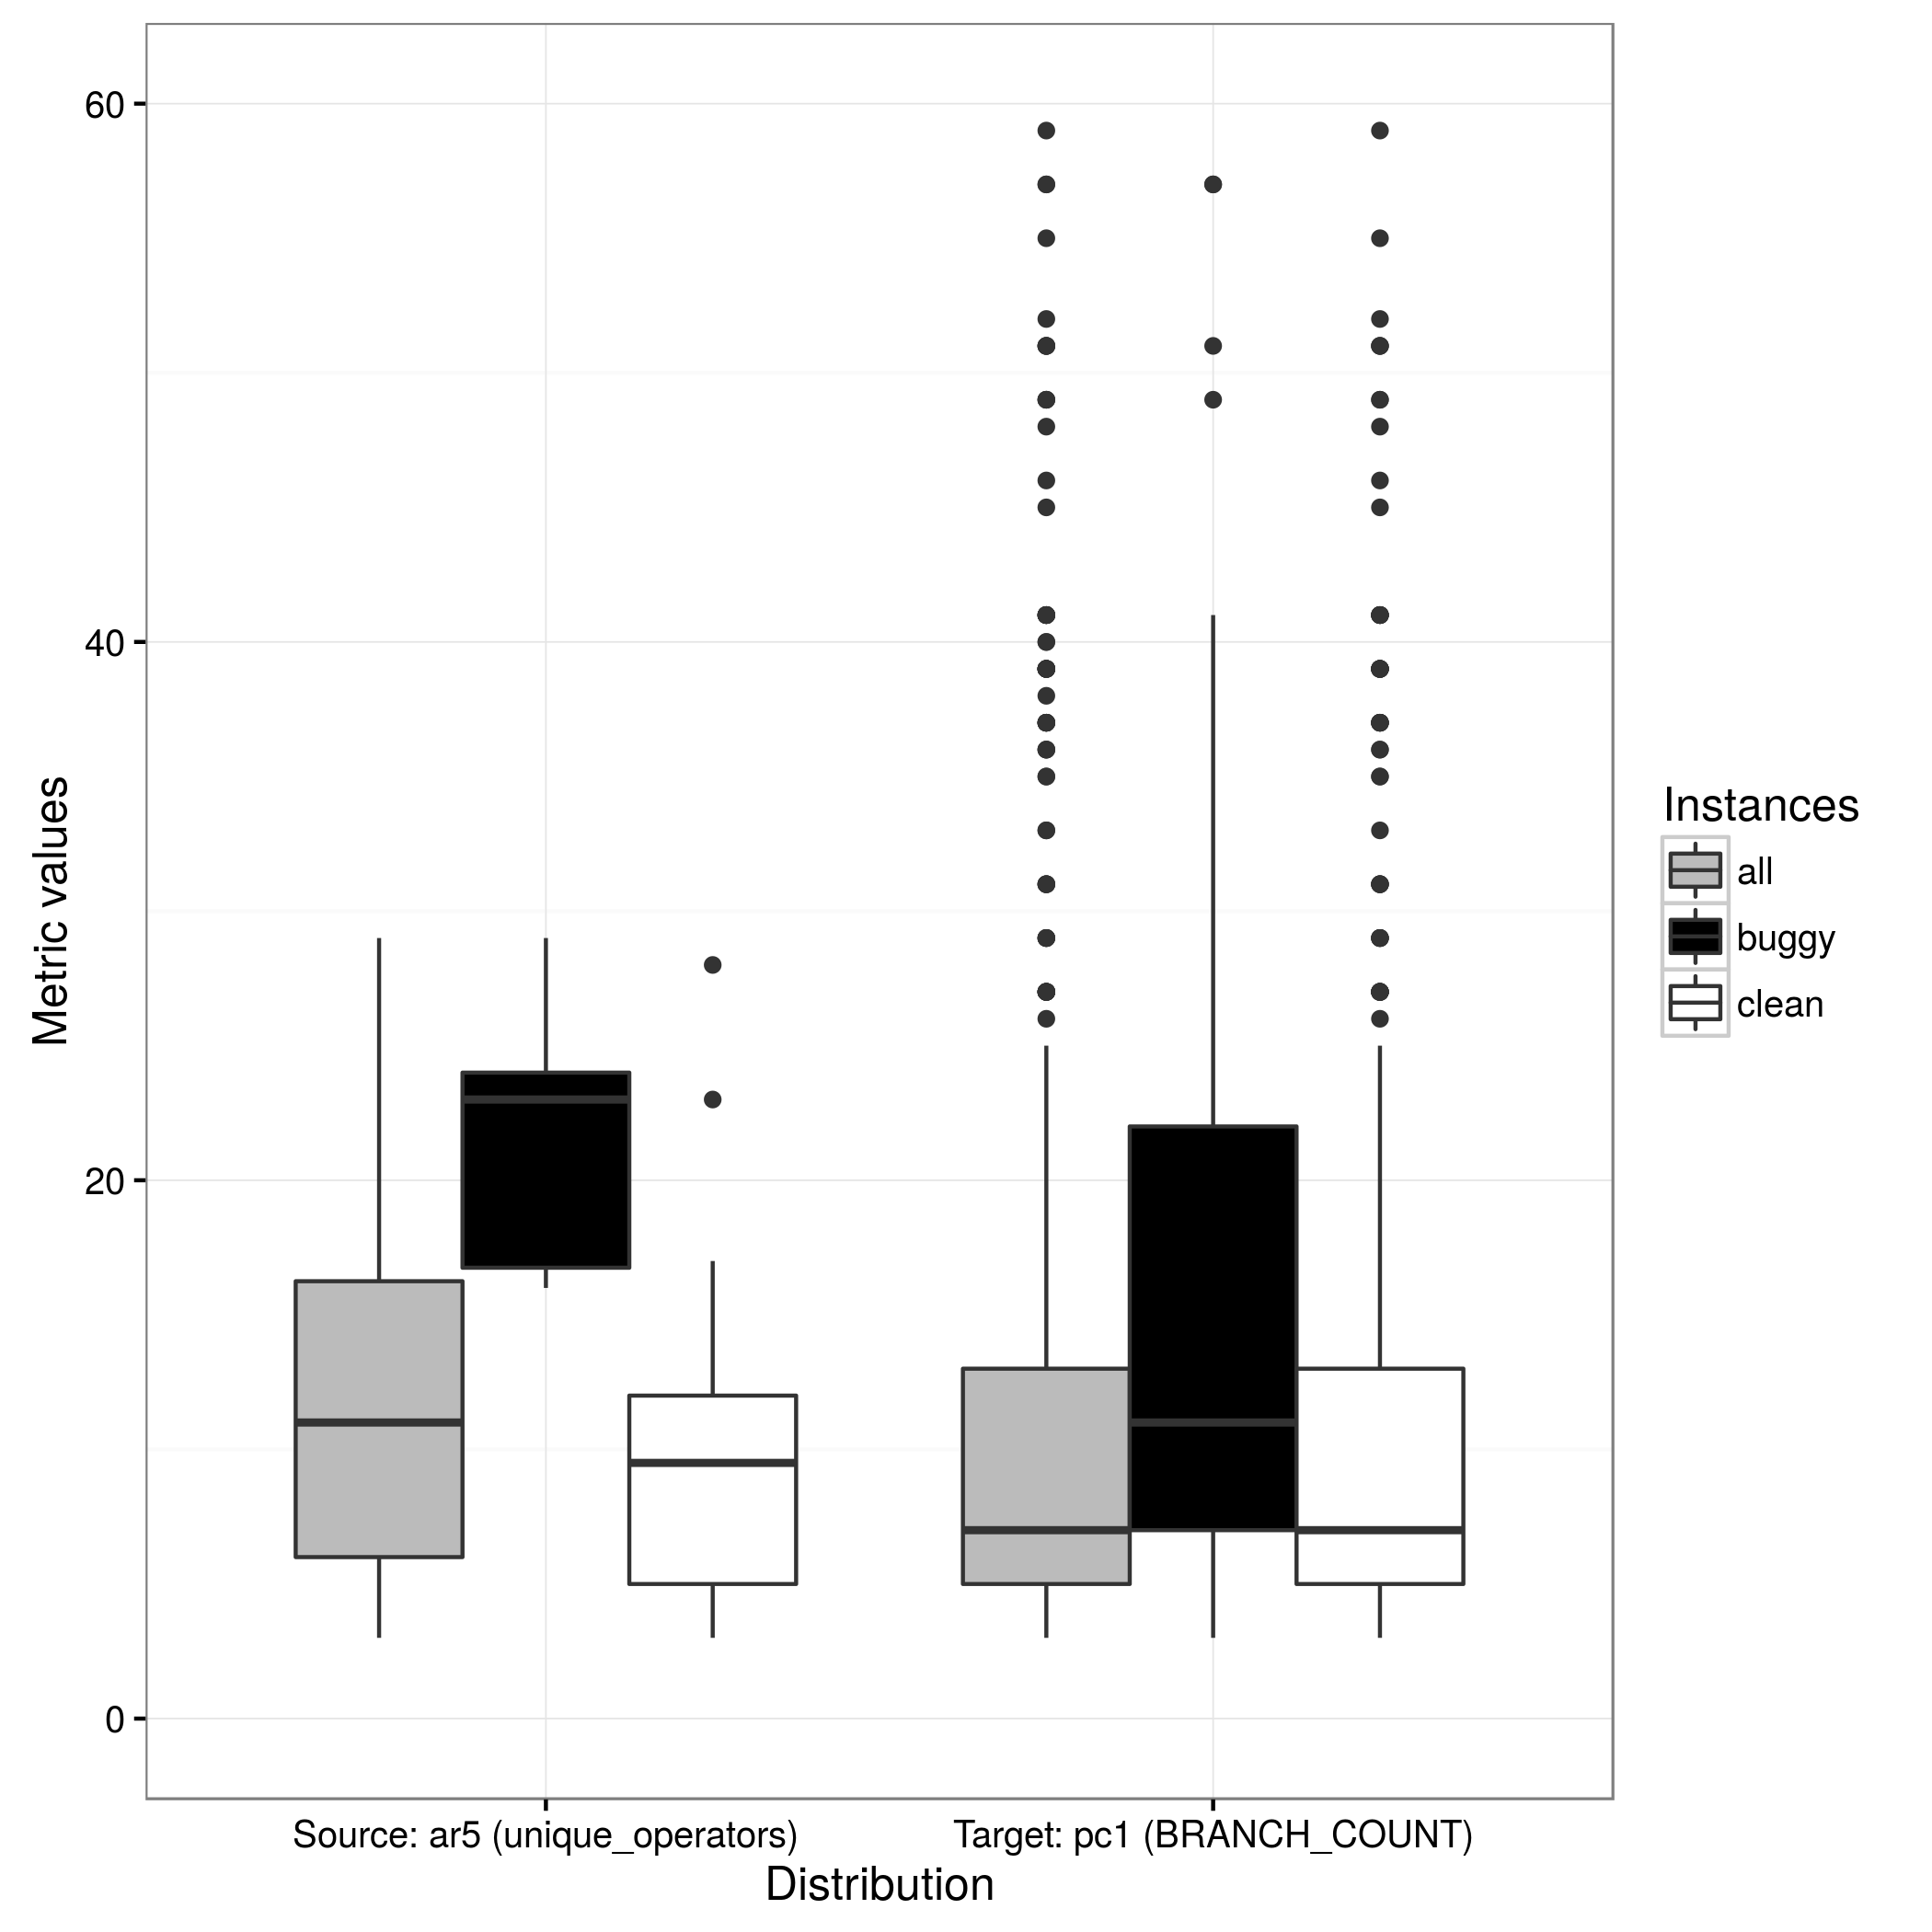 60
40
20
0
Metric values
Source: ar5 (unique_operators)
Target: pc1 (BRANCH_COUNT)
Distribution
Instances
all
buggy
clean